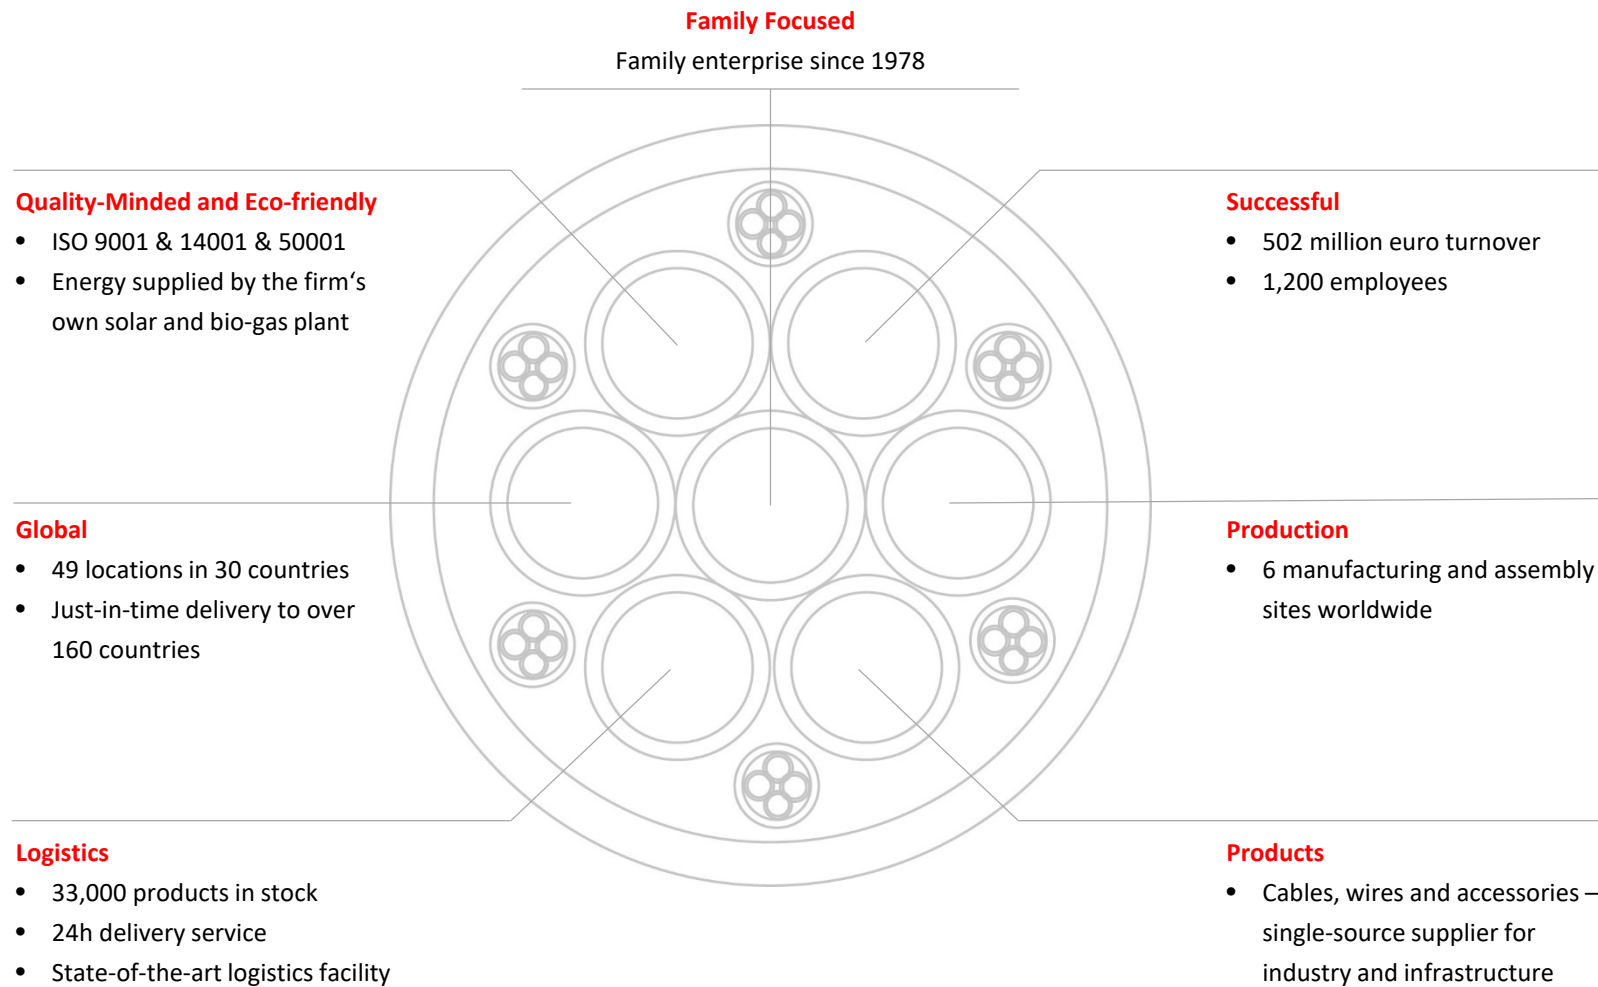 Family Focused
Family enterprise since 1978
Quality-Minded and Eco-friendly
• ISO 9001 & 14001 & 50001
• Energy supplied by the firm‘s
own solar and bio-gas plant
Successful
• 502 million euro turnover
• 1,200 employees
Global
• 49 locations in 30 countries
• Just-in-time delivery to over
160 countries
Production
• 6 manufacturing and assembly
sites worldwide
Logistics
• 33,000 products in stock
• 24h delivery service
• State-of-the-art logistics facility
Products
• Cables, wires and accessories –
single-source supplier for
industry and infrastructure